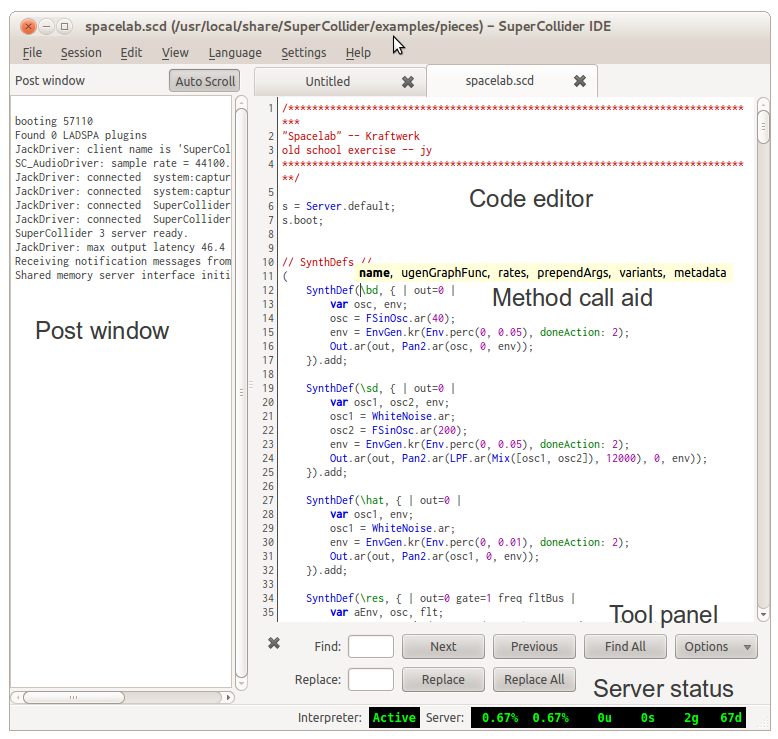 spacelab.scd (/usr/local/share/SuperCollider/examples/pieces) – SuperCollider IDE
File Session Edit View Language Settings Help
Post window Auto Scroll
Untitled spacelab.scd
booting 57110
Found 0 LADSPA plugins
JackDriver: client name is 'SuperCol
SC_AudioDriver: sample rate = 44100.
JackDriver: connected  system:captur
JackDriver: connected  system:captur
JackDriver: connected  SuperCollider
JackDriver: connected  SuperCollider
SuperCollider 3 server ready.
JackDriver: max output latency 46.4
Receiving notification messages from
Shared memory server interface initi
Post window
1 /****************************************************************************
***
2 "Spacelab" -- Kraftwerk
3 old school exercise -- jy
4 *****************************************************************************
**/
5
6 s = Server.default;
7 s.boot;
8
9
10 // SynthDefs //
name, ugenGraphFunc, rates, prependArgs, variants, metadata
11 (
12     SynthDef(\bd, { | out=0 |
13         var osc, env;
14         osc = FSinOsc.ar(40);
15         env = EnvGen.kr(Env.perc(0, 0.05), doneAction: 2);
16         Out.ar(out, Pan2.ar(osc, 0, env));
17     }).add;
18
19     SynthDef(\sd, { | out=0 |
20         var osc1, osc2, env;
21         osc1 = WhiteNoise.ar;
22         osc2 = FSinOsc.ar(200);
23         env = EnvGen.kr(Env.perc(0, 0.05), doneAction: 2);
24         Out.ar(out, Pan2.ar(LPF.ar(Mix([osc1, osc2]), 12000), 0, env));
25     }).add;
26
27     SynthDef(\hat, { | out=0 |
28         var osc1, env;
29         osc1 = WhiteNoise.ar;
30         env = EnvGen.kr(Env.perc(0, 0.01), doneAction: 2);
31         Out.ar(out, Pan2.ar(osc1, 0, env));
32     }).add;
33
34     SynthDef(\res, { | out=0 gate=1 freq fltBus |
35         var aEnv, osc, flt;
Code editor
Method call aid
Tool panel
Find: Next Previous Find All Options
Replace: Replace Replace All
Server status
Interpreter: Active Server: 0.67% 0.67% 0u 0s 2g 67d